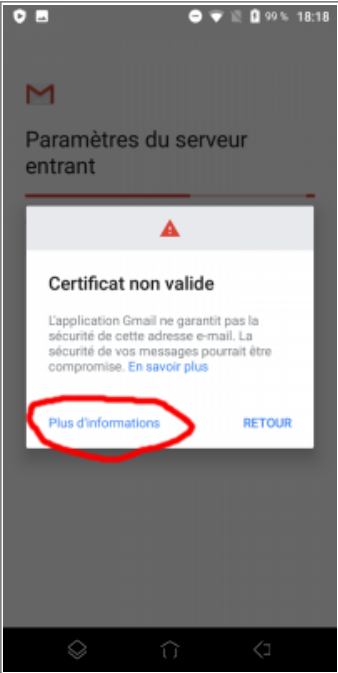 99 % 18:18
Paramètres du serveur
entrant
Certificat non valide
L'application Gmail ne garantit pas la
sécurité de cette adresse e-mail. La
sécurité de vos messages pourrait être
compromise. En savoir plus
Plus d'informations RETOUR